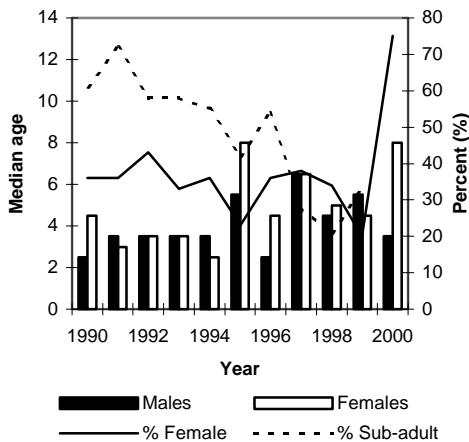 14 80
12 70
10 60
8 50
6 40
4 30
2 20
0 10
0
Median age
Percent (%)
1990 1992 1994 1996 1998 2000
Year
Males Females
% Female % Sub-adult